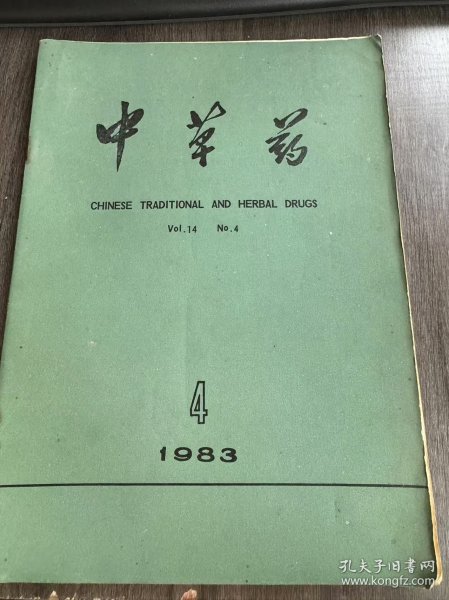 中草药
CHINESE TRADITIONAL AND HERBAL DRUGS
Vol.14 No.4
4
1983
孔夫子旧书网
www.kongfz.com